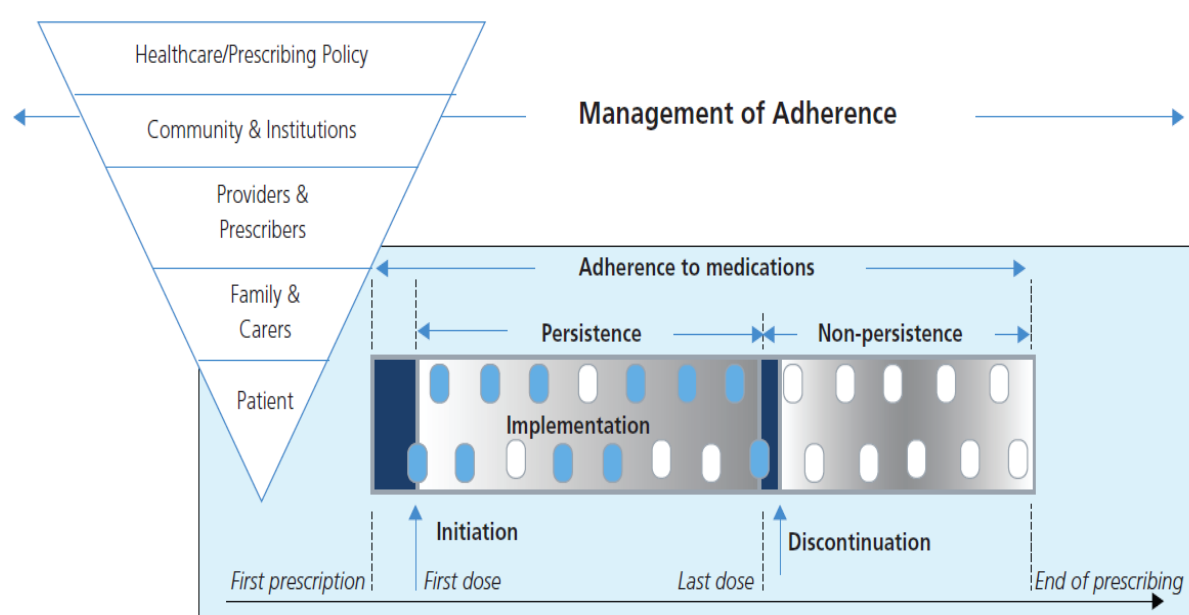 Healthcare/Prescribing Policy
Community & Institutions
Management of Adherence
Providers &
Prescribers
Adherence to medications
Family &
Carers
Persistence
Non-persistence
Patient
Implementation
Initiation
Discontinuation
First prescription
First dose
Last dose
End of prescribing